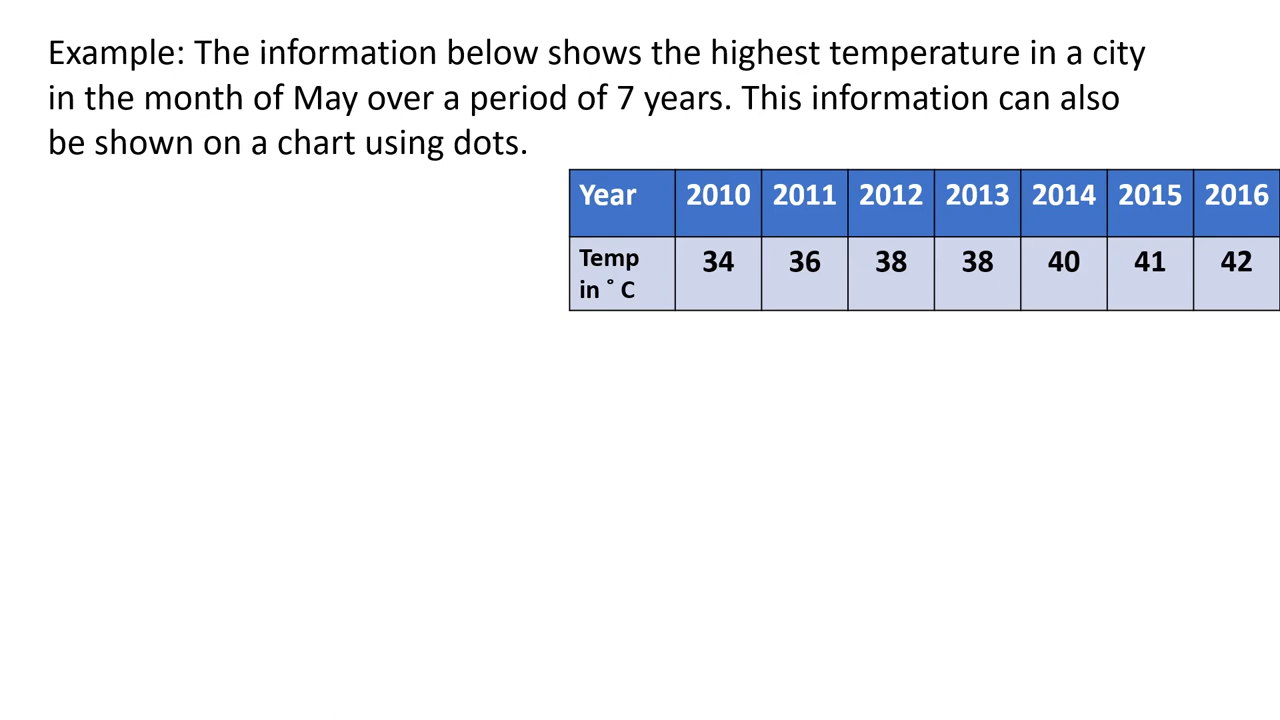 Example: The information below shows the highest temperature in a city
in the month of May over a period of 7 years. This information can also
be shown on a chart using dots.
Year 2010 2011 2012 2013 2014 2015 2016
Temp 34 36 38 38 40 41 42
in ° C